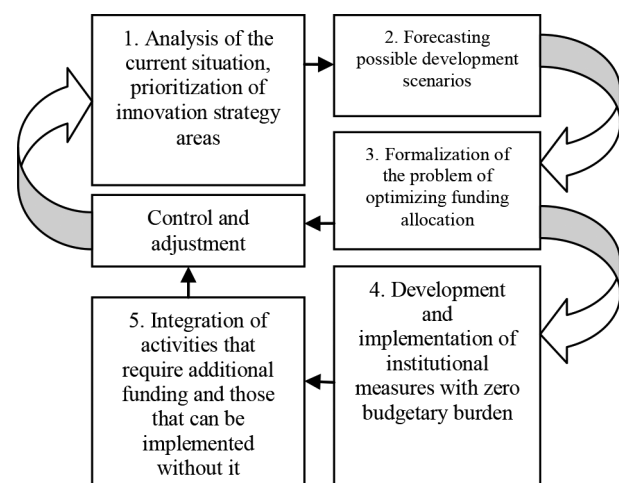 1. Analysis of the
current situation,
prioritization of
innovation strategy
areas
2. Forecasting
possible development
scenarios
3. Formalization of
the problem of
optimizing funding
allocation
Control and
adjustment
4. Development
and
implementation of
institutional
measures with zero
budgetary burden
5. Integration of
activities that
require additional
funding and those
that can be
implemented
without it